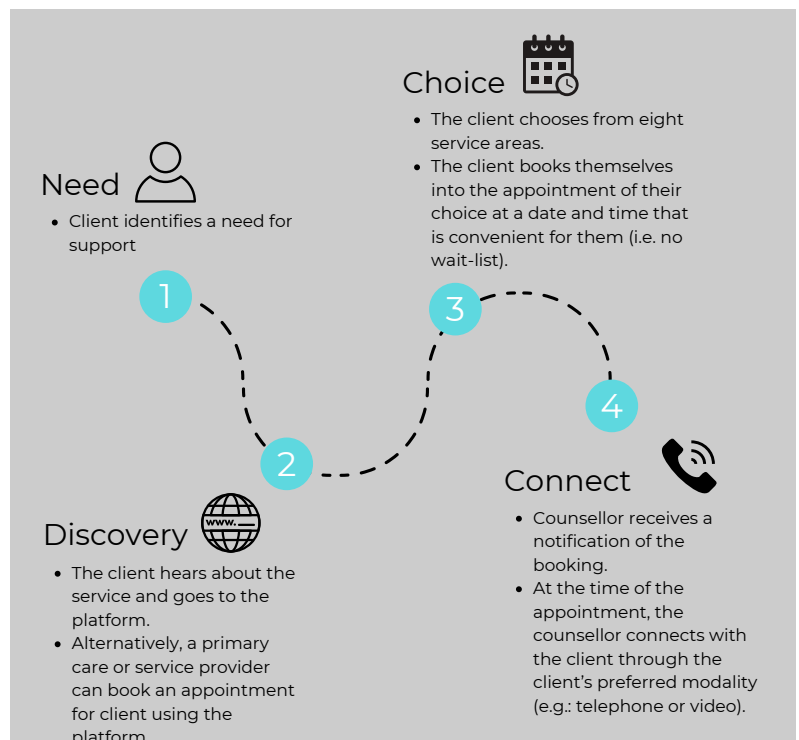 Need
• Client identifies a need for
support
1
2
Discovery
www.
• The client hears about the
service and goes to the
platform.
• Alternatively, a primary
care or service provider
can book an appointment
for client using the
platform
Choice
• The client chooses from eight
service areas.
• The client books themselves
into the appointment of their
choice at a date and time that
is convenient for them (i.e. no
wait-list).
3
4
Connect
• Counsellor receives a
notification of the
booking.
• At the time of the
appointment, the
counsellor connects with
the client through the
client’s preferred modality
(e.g.: telephone or video).